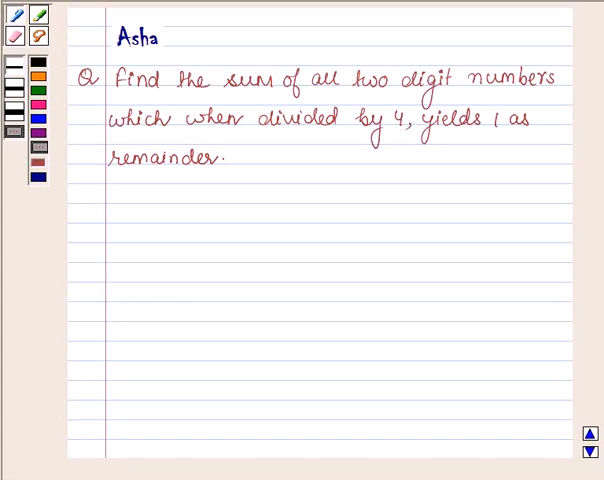 Asha
Q Find the sum of all two digit numbers
which when divided by 4, yields 1 as
remainder.